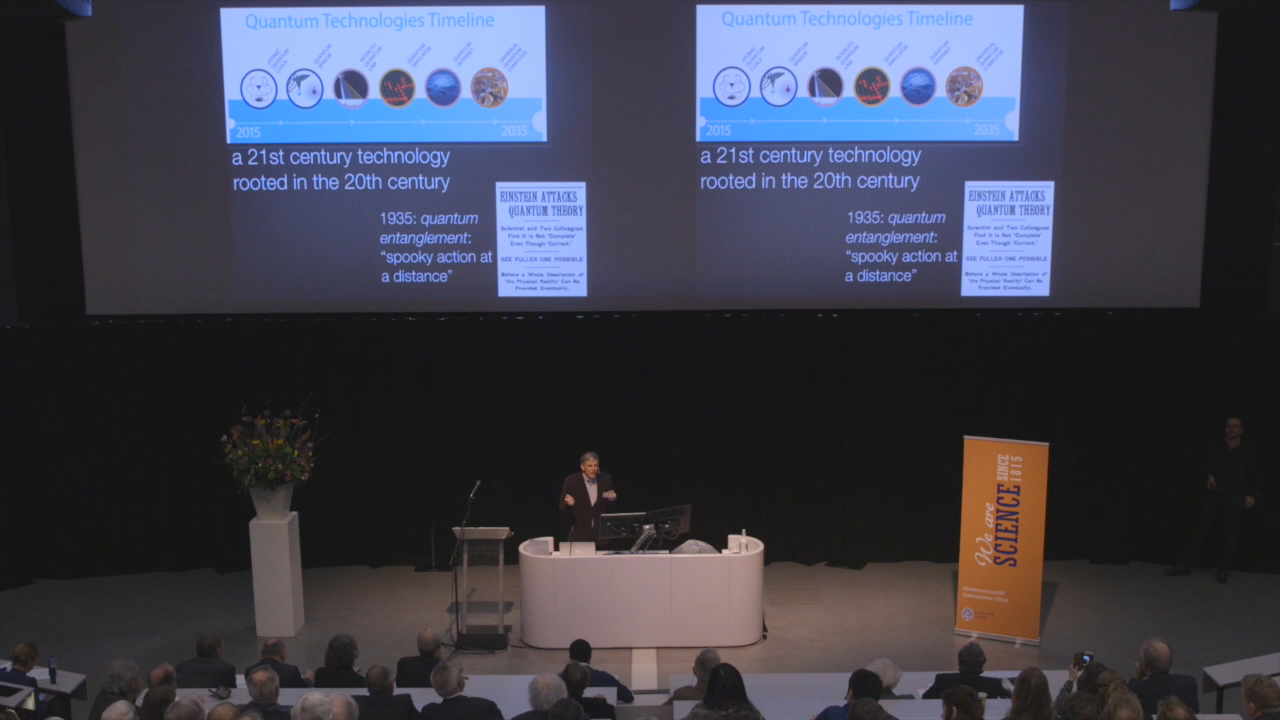 Quantum Technologies Timeline
2015
2035
a 21st century technology
rooted in the 20th century
1935: quantum
entanglement:
“spooky action at
a distance”
EINSTEIN ATTACKS
QUANTUM THEORY
Scientist and Two Colleagues
Find It Is Not 'Complete'
Even Though 'Correct.'
SEE FULLER ONE POSSIBLE
Believe a Whole Description of
'the Physical Reality' Can Be
Provided Eventually.
Quantum Technologies Timeline
2015
2035
a 21st century technology
rooted in the 20th century
1935: quantum
entanglement:
“spooky action at
a distance”
EINSTEIN ATTACKS
QUANTUM THEORY
Scientist and Two Colleagues
Find It Is Not 'Complete'
Even Though 'Correct.'
SEE FULLER ONE POSSIBLE
Believe a Whole Description of
'the Physical Reality' Can Be
Provided Eventually.
We are
SCIENCE
SINCE
1815